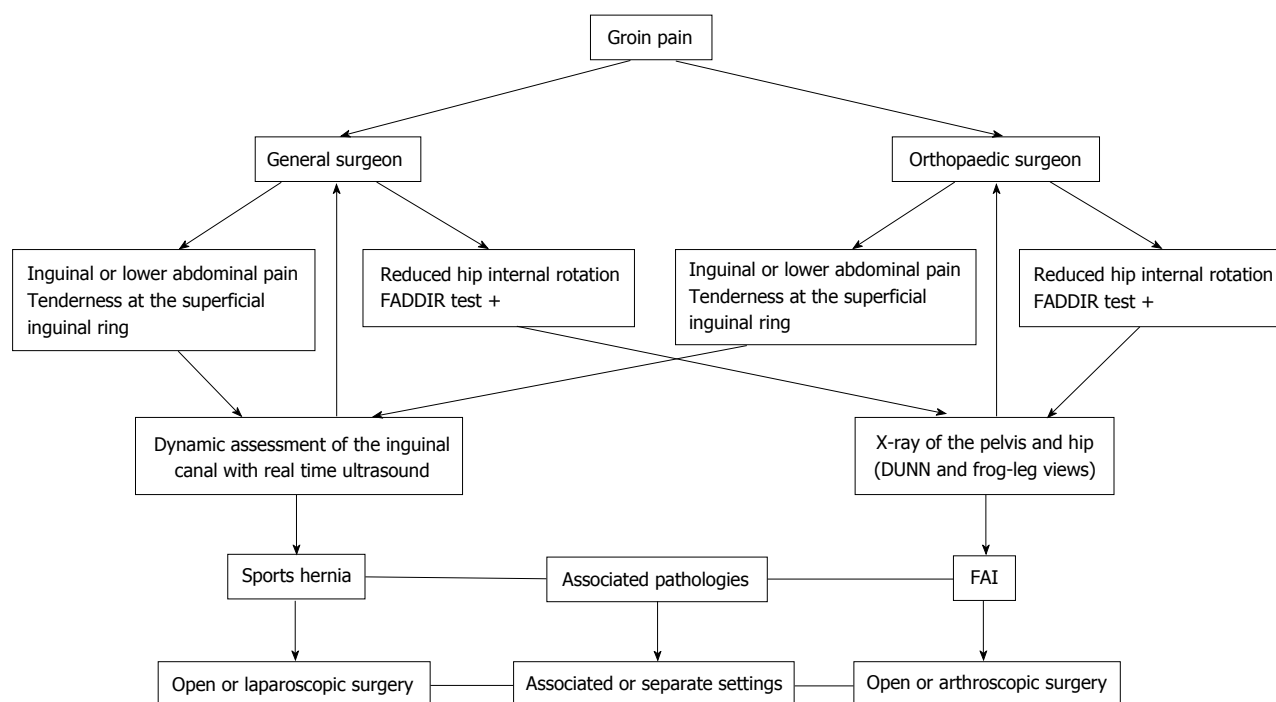 Groin pain
General surgeon
Orthopaedic surgeon
Inguinal or lower abdominal pain
Tenderness at the superficial
inguinal ring
Reduced hip internal rotation
FADDIR test +
Inguinal or lower abdominal pain
Tenderness at the superficial
inguinal ring
Reduced hip internal rotation
FADDIR test +
Dynamic assessment of the inguinal
canal with real time ultrasound
X-ray of the pelvis and hip
(DUNN and frog-leg views)
Sports hernia
Associated pathologies
FAI
Open or laparoscopic surgery
Associated or separate settings
Open or arthroscopic surgery